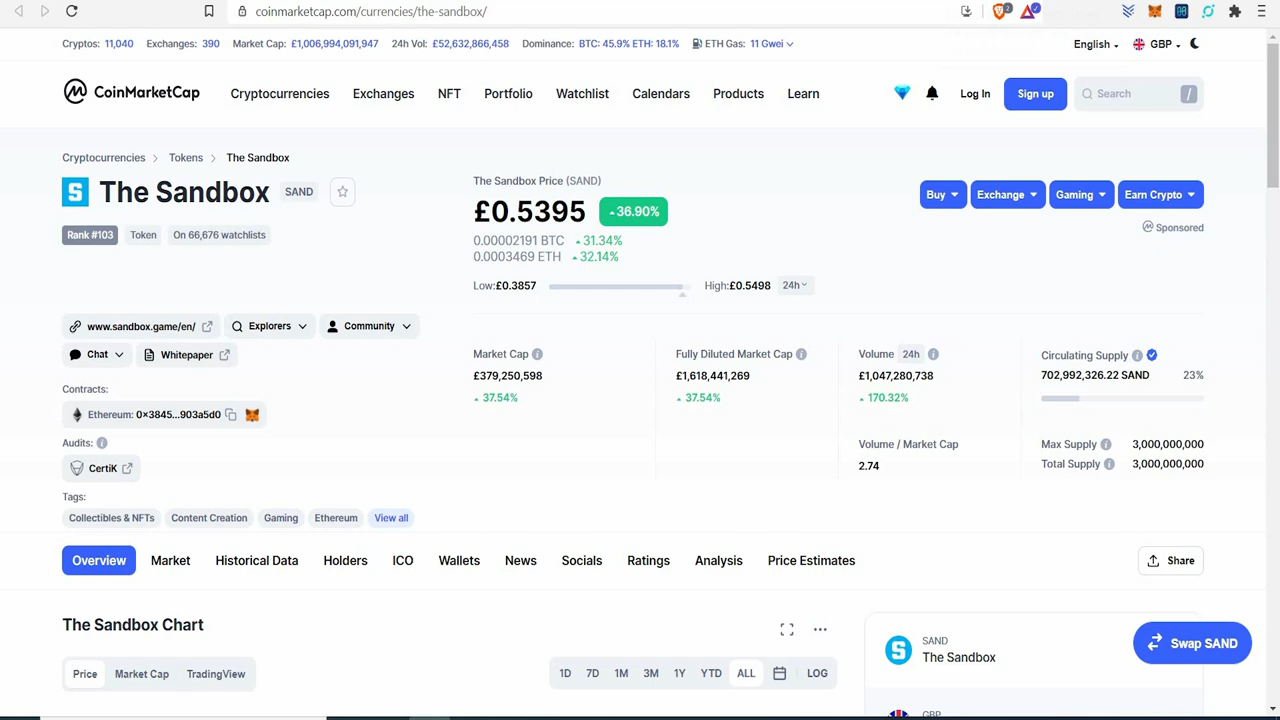 coinmarketcap.com/currencies/the-sandbox/
2
Cryptos: 11,040 Exchanges: 390 Market Cap: £1,006,994,091,947 24h Vol: £52,632,866,458 Dominance: BTC: 45.9% ETH: 18.1% ETH Gas: 11 Gwei
English GBP
CoinMarketCap Cryptocurrencies Exchanges NFT Portfolio Watchlist Calendars Products Learn
Log In Sign up Search /
Cryptocurrencies > Tokens > The Sandbox
The Sandbox SAND
Rank #103 Token On 66,676 watchlists
The Sandbox Price (SAND)
£0.5395 36.90%
0.00002191 BTC 31.34%
0.0003469 ETH 32.14%
Low:£0.3857 High:£0.5498 24h
Buy Exchange Gaming Earn Crypto
Sponsored
www.sandbox.game/en/ Explorers Community
Chat Whitepaper
Contracts:
Ethereum: 0x3845...903a5d0
Audits:
CertiK
Tags:
Collectibles & NFTs Content Creation Gaming Ethereum View all
Market Cap
£379,250,598
37.54%
Fully Diluted Market Cap
£1,618,441,269
37.54%
Volume 24h
£1,047,280,738
170.32%
Volume / Market Cap
2.74
Circulating Supply
702,992,326.22 SAND 23%
Max Supply 3,000,000,000
Total Supply 3,000,000,000
Overview Market Historical Data Holders ICO Wallets News Socials Ratings Analysis Price Estimates
Share
The Sandbox Chart
Price Market Cap TradingView
1D 7D 1M 3M 1Y YTD ALL LOG
SAND
The Sandbox
Swap SAND
GBP